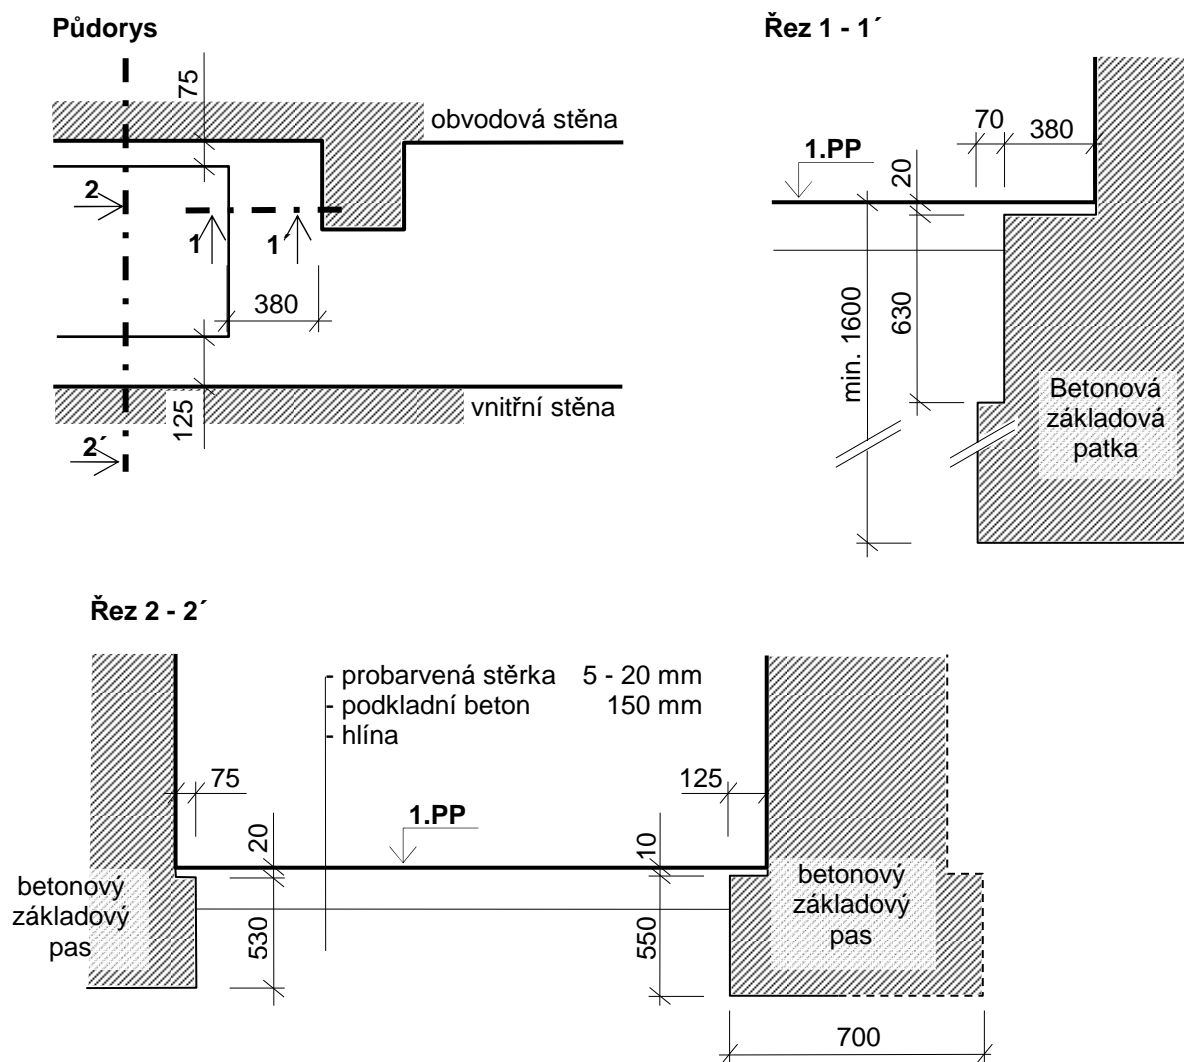 Půdorys
75
obvodová stěna
2
1
1´
380
125
vnitřní stěna
2´
Řez 1 - 1´
70
380
1.PP
20
630
min. 1600
Betonová
základová
patka
Řez 2 - 2´
- probarvená stěrka 5 - 20 mm
- podkladní beton 150 mm
- hlína
75
125
1.PP
20
10
betonový
základový
pas
530
550
betonový
základový
pas
700